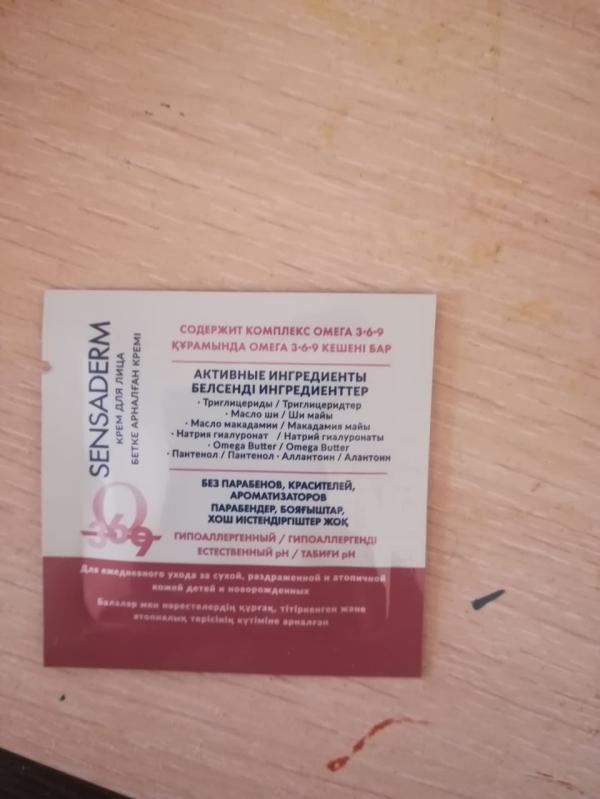 SENSADERM
КРЕМ ДЛЯ ЛИЦА
БЕТКЕ АРНАЛҒАН КРЕМІ
Ω
3·6·9
СОДЕРЖИТ КОМПЛЕКС ОМЕГА 3·6·9
ҚҰРАМЫНДА ОМЕГА 3·6·9 КЕШЕНІ БАР
АКТИВНЫЕ ИНГРЕДИЕНТЫ
БЕЛСЕНДІ ИНГРЕДИЕНТТЕР
· Триглицериды / Триглицеридтер
· Масло ши / Ши майы
· Масло макадамии / Макадамия майы
· Натрия гиалуронат / Натрий гиалуронаты
· Omega Butter / Omega Butter
· Пантенол / Пантенол · Аллантоин / Алантоин
БЕЗ ПАРАБЕНОВ, КРАСИТЕЛЕЙ,
АРОМАТИЗАТОРОВ
ПАРАБЕНДЕР, БОЯҒЫШТАР,
ХОШ ИІСТЕНДІРГІШТЕР ЖОҚ
ГИПОАЛЛЕРГЕННЫЙ / ГИПОАЛЛЕРГЕНДІ
ЕСТЕСТВЕННЫЙ pH / ТАБИҒИ pH
Для ежедневного ухода за сухой, раздраженной и атопичной
кожей детей и новорожденных
Балалар мен нәрестелердің құрғақ, тітіркенген және
атопиялық терісінің күтіміне арналған